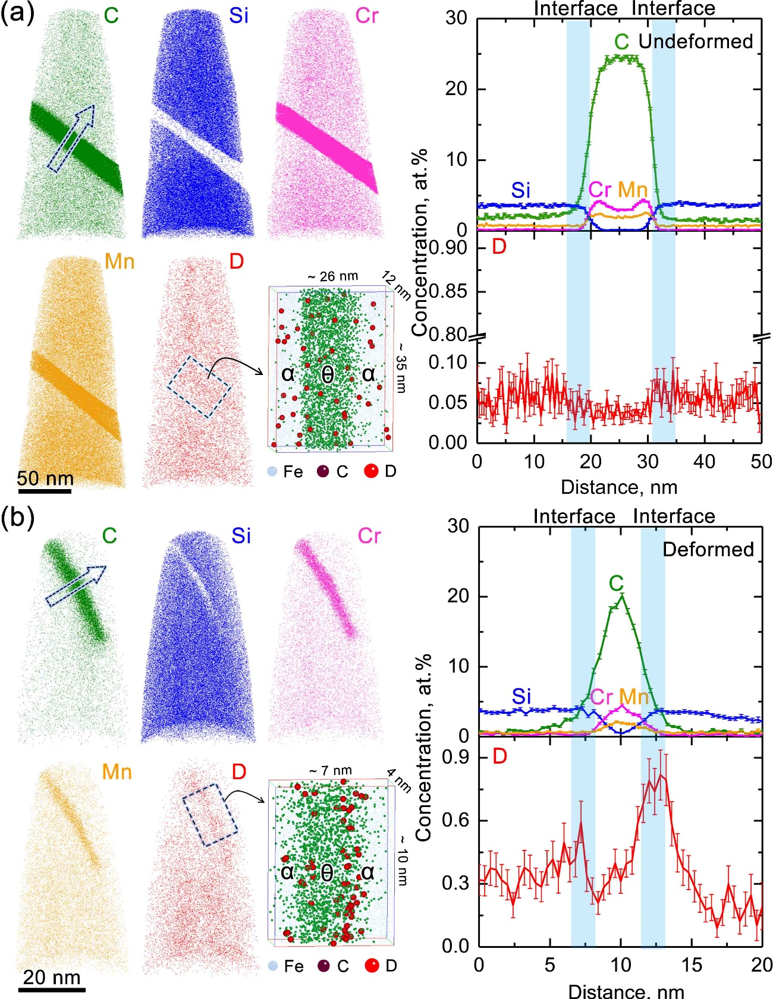 (a)
C
Si
Cr
Mn
D
~ 26 nm
12 nm
~ 35 nm
α
θ
α
Fe
C
D
50 nm
Interface Interface
30
20
10
0
C Undeformed
Si
Cr Mn
Concentration, at.%
D
0.90
0.85
0.80
0.10
0.05
0.00
0 10 20 30 40 50
Distance, nm
(b)
C
Si
Cr
Mn
D
~ 7 nm
4 nm
~ 10 nm
α
θ
α
Fe
C
D
20 nm
Interface Interface
30
20
10
0
Deformed
C
Si
Cr Mn
Concentration, at.%
D
0.9
0.6
0.3
0.0
0 5 10 15 20
Distance, nm